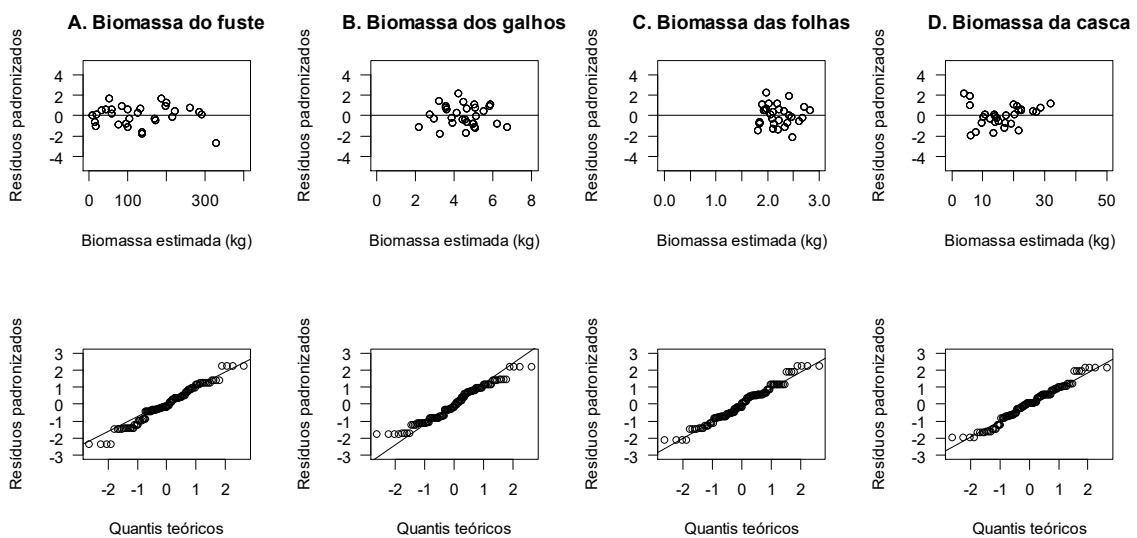 A. Biomassa do fuste
B. Biomassa dos galhos
C. Biomassa das folhas
D. Biomassa da casca
Resíduos padronizados
4
2
0
-2
-4
0 100 300
Biomassa estimada (kg)
Resíduos padronizados
4
2
0
-2
-4
0 2 4 6 8
Biomassa estimada (kg)
Resíduos padronizados
4
2
0
-2
-4
0.0 1.0 2.0 3.0
Biomassa estimada (kg)
Resíduos padronizados
4
2
0
-2
-4
0 10 20 30 50
Biomassa estimada (kg)
Resíduos padronizados
3
2
1
0
-1
-2
-3
-2 -1 0 1 2
Quantis teóricos
Resíduos padronizados
3
2
1
0
-1
-2
-3
-2 -1 0 1 2
Quantis teóricos
Resíduos padronizados
3
2
1
0
-1
-2
-3
-2 -1 0 1 2
Quantis teóricos
Resíduos padronizados
3
2
1
0
-1
-2
-3
-2 -1 0 1 2
Quantis teóricos